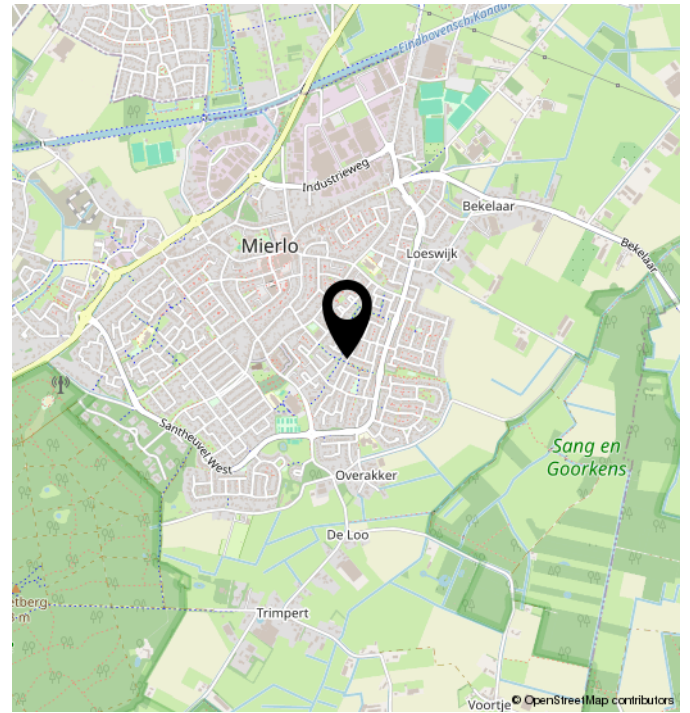 Eindhovensch Kanaal
Industrieweg
Bekelaar
Mierlo
Loeswijk
Bekelaar
Santheuvel West
Sang en
Goorkens
Overakker
De Loo
Trimpert
Voortje
© OpenStreetMap contributors